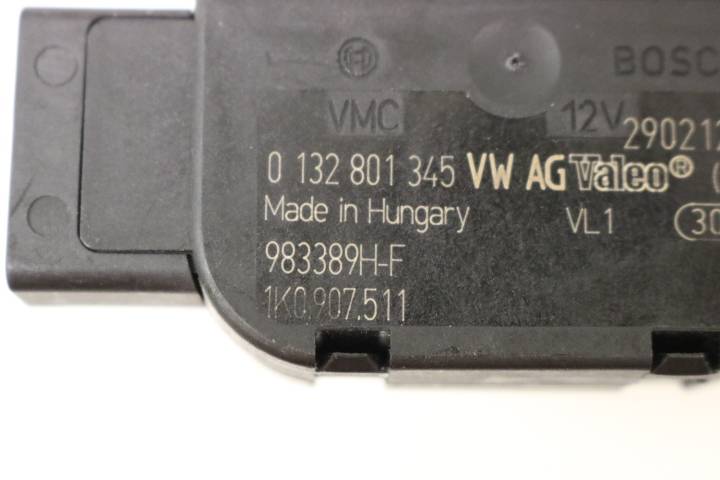 BOSC
VMC 12V
290212
0 132 801 345 VW AG Valeo®
Made in Hungary VL1 30
983389H-F
1K0.907.511